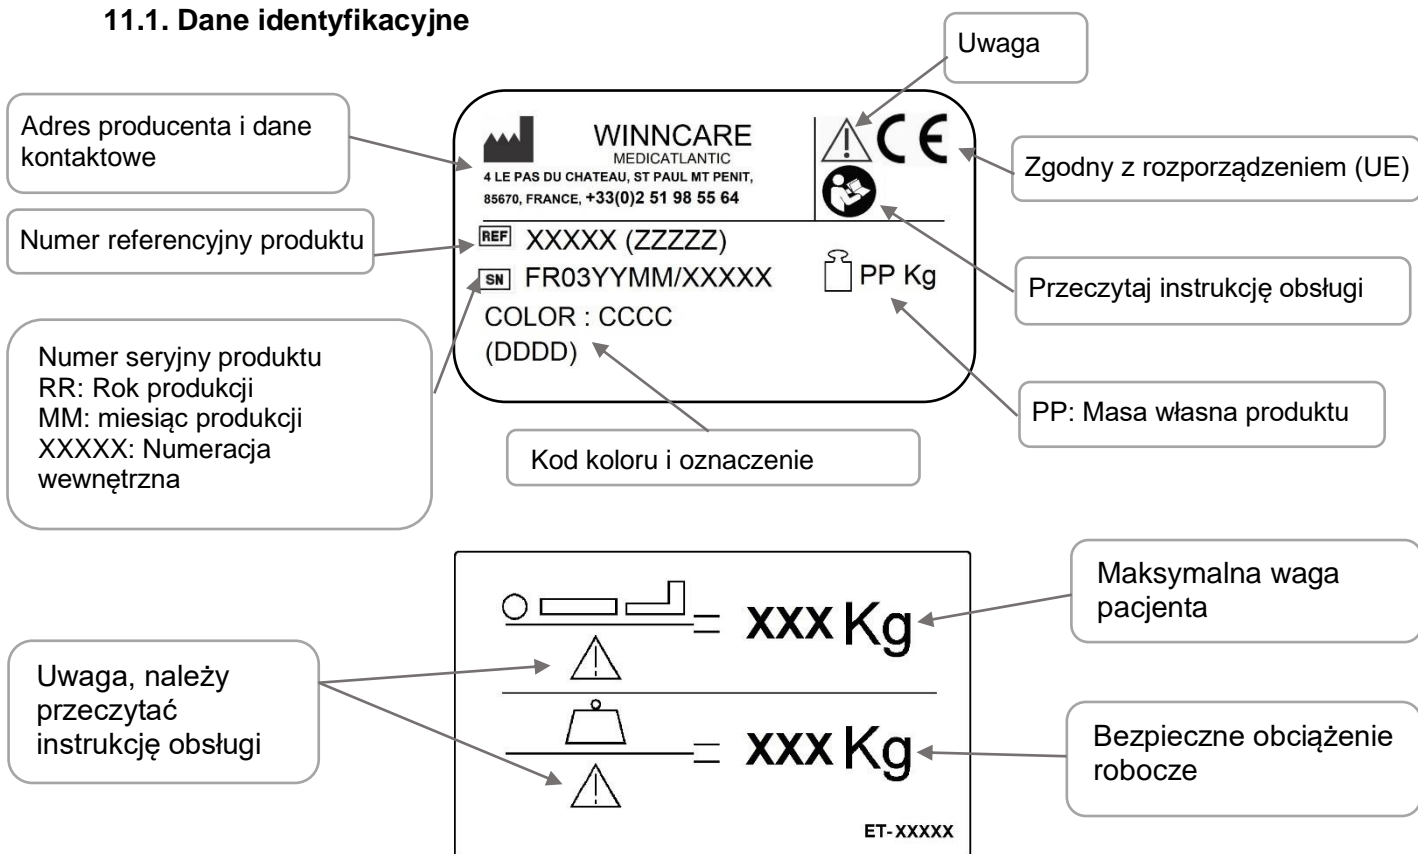 11.1. Dane identyfikacyjne
Uwaga
Adres producenta i dane
kontaktowe
WINNCARE
MEDICATLANTIC
4 LE PAS DU CHATEAU, ST PAUL MT PENIT,
85670, FRANCE, +33(0)2 51 98 55 64
CE
Zgodny z rozporządzeniem (UE)
Numer referencyjny produktu
REF XXXXX (ZZZZZ)
SN FR03YYMM/XXXXX
PP Kg
COLOR : CCCC
(DDDD)
Przeczytaj instrukcję obsługi
Numer seryjny produktu
RR: Rok produkcji
MM: miesiąc produkcji
XXXXX: Numeracja
wewnętrzna
PP: Masa własna produktu
Kod koloru i oznaczenie
= XXX Kg
Maksymalna waga
pacjenta
Uwaga, należy
przeczytać
instrukcję obsługi
= XXX Kg
Bezpieczne obciążenie
robocze
ET-XXXXX